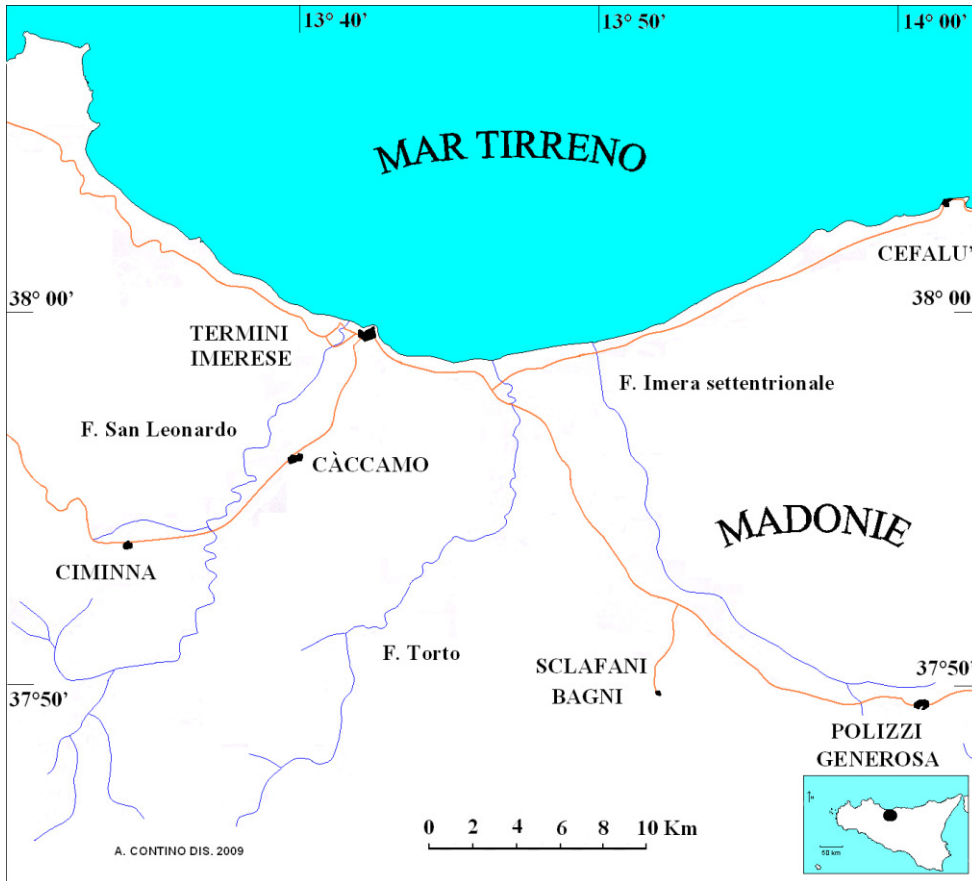 13° 40'
13° 50'
14° 00'
MAR TIRRENO
CEFALU'
38° 00'
38° 00'
TERMINI
IMERESE
F. Imera settentrionale
F. San Leonardo
CÀCCAMO
MADONIE
CIMINNA
F. Torto
SCLAFANI
BAGNI
37°50'
37°50'
POLIZZI
GENEROSA
0 2 4 6 8 10 Km
A. CONTINO DIS. 2009
50 km